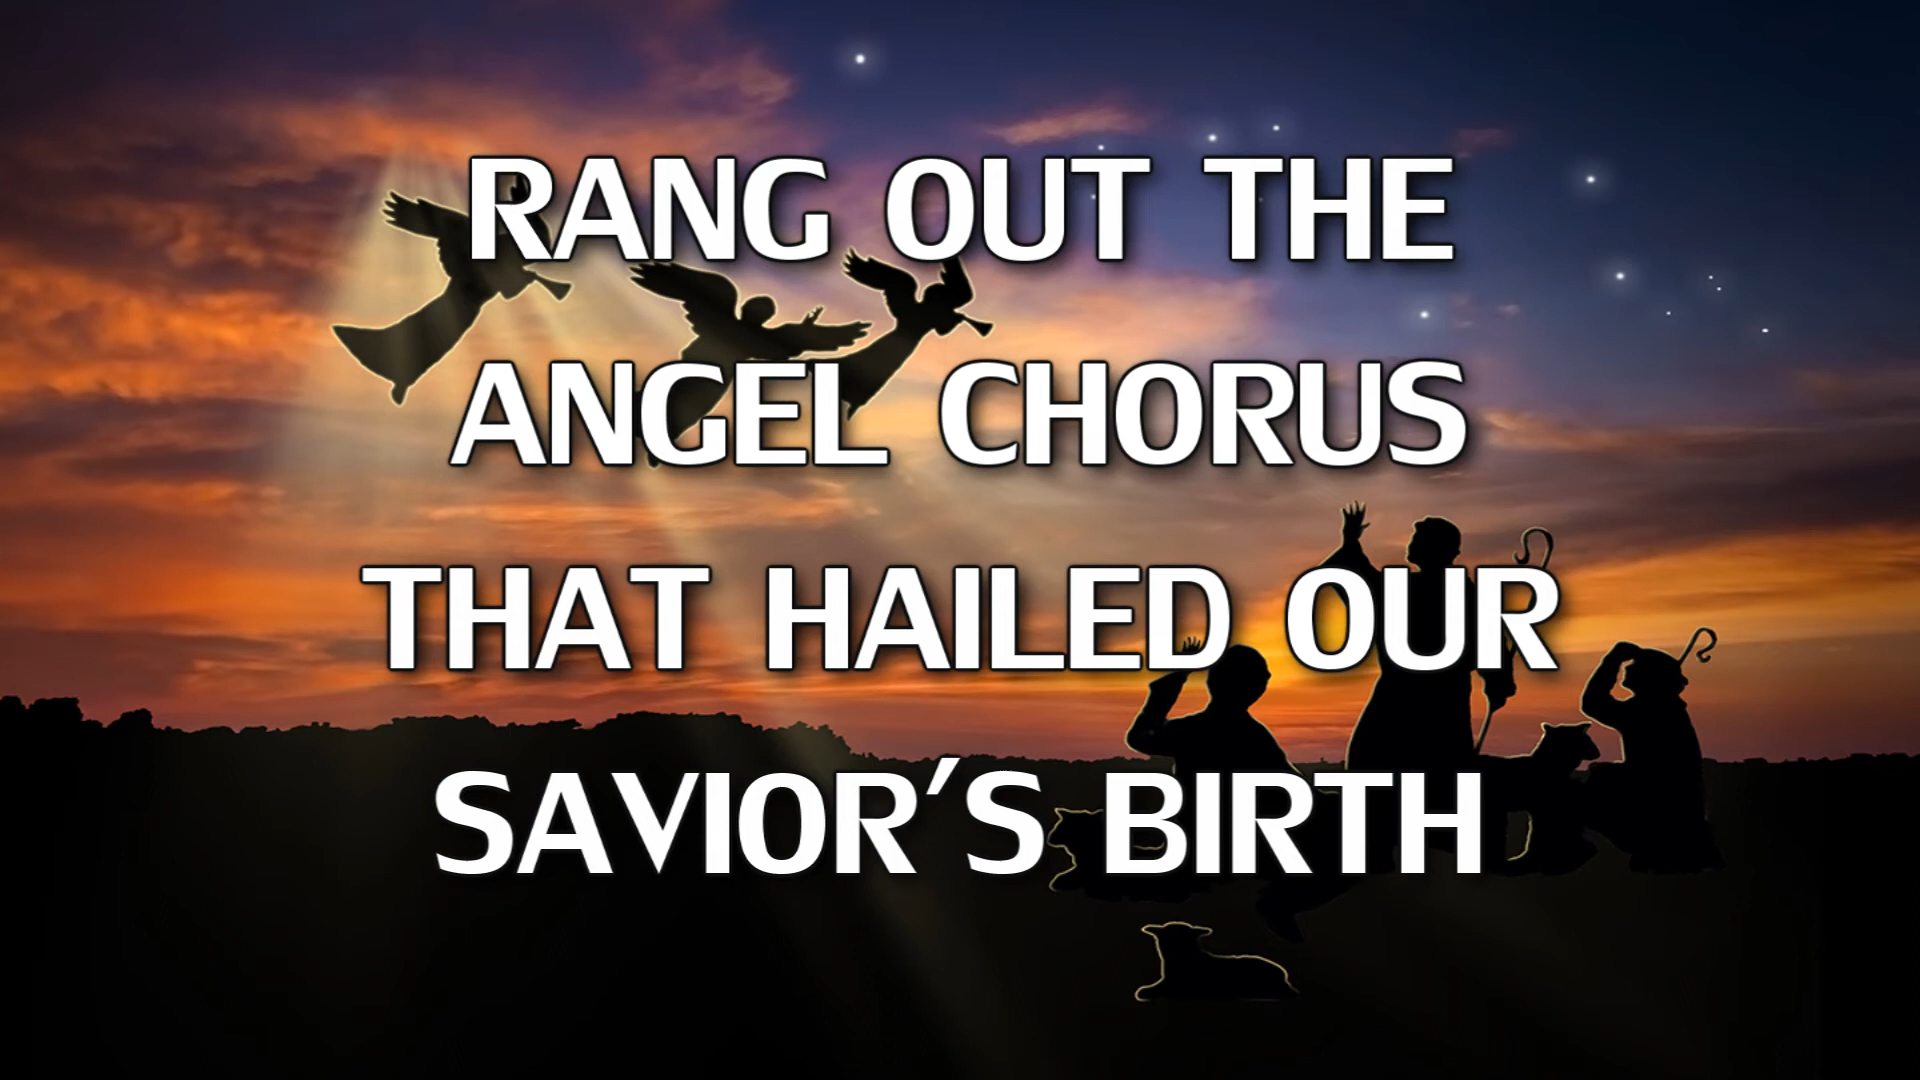 RANG OUT THE
ANGEL CHORUS
THAT HAILED OUR
SAVIOR'S BIRTH